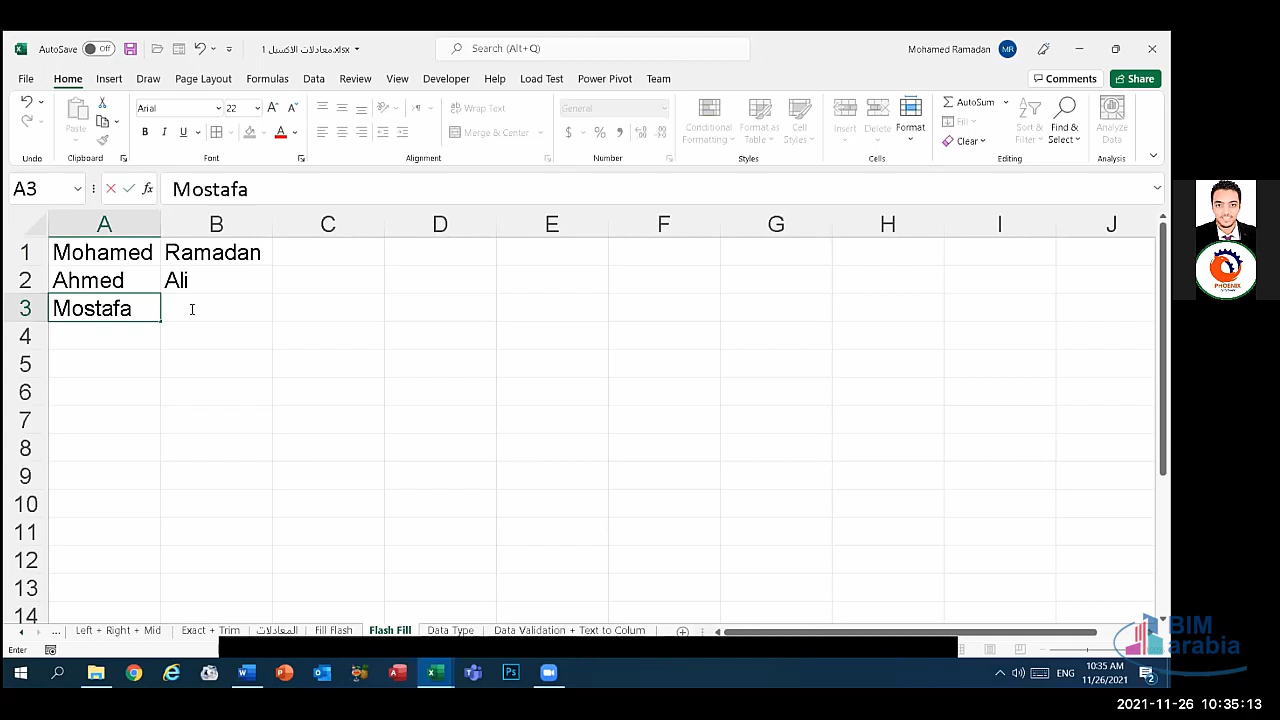 AutoSave Off معادلات الاكسيل 1.xlsx Search (Alt+Q) Mohamed Ramadan MR
File Home Insert Draw Page Layout Formulas Data Review View Developer Help Load Test Power Pivot Team Comments Share
Arial 22 Wrap Text General AutoSum
Paste B I U Merge & Center $ % Conditional Formatting Format as Table Cell Styles Insert Delete Format Fill Clear Sort & Filter Find & Select Analyze Data
Undo Clipboard Font Alignment Number Styles Cells Editing Analysis
A3 fx Mostafa
A B C D E F G H I J
1 Mohamed Ramadan
2 Ahmed Ali
3 Mostafa
4
5
6
7
8
9
10
11
12
13
14
... Left + Right + Mid Exact + Trim المعادلات Fill Flash Flash Fill Data Type Data Validation + Text to Colum
Enter
ENG 10:35 AM
11/26/2021 2
PHOENIX
BIM
arabia
2021-11-26 10:35:13